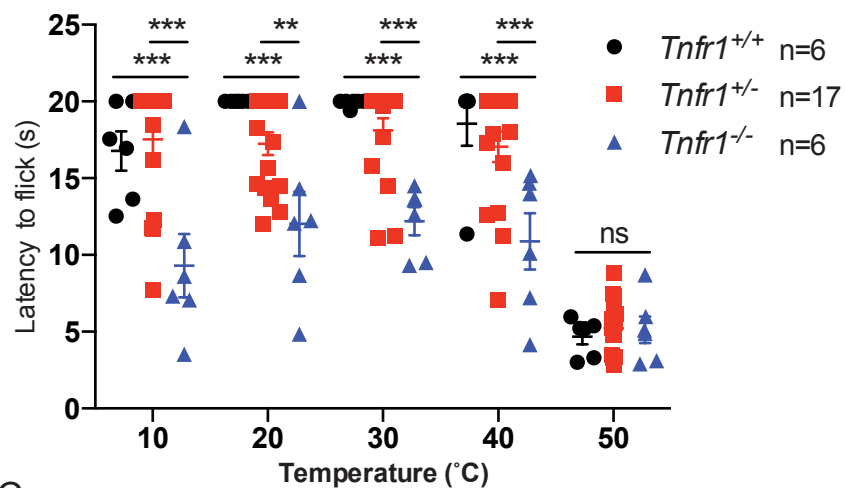 25
20
15
10
5
0
Latency to flick (s)
*** ** *** ***
*** *** *** ***
ns
10 20 30 40 50
Temperature (˚C)
Tnfr1+/+ n=6
Tnfr1+/- n=17
Tnfr1-/- n=6